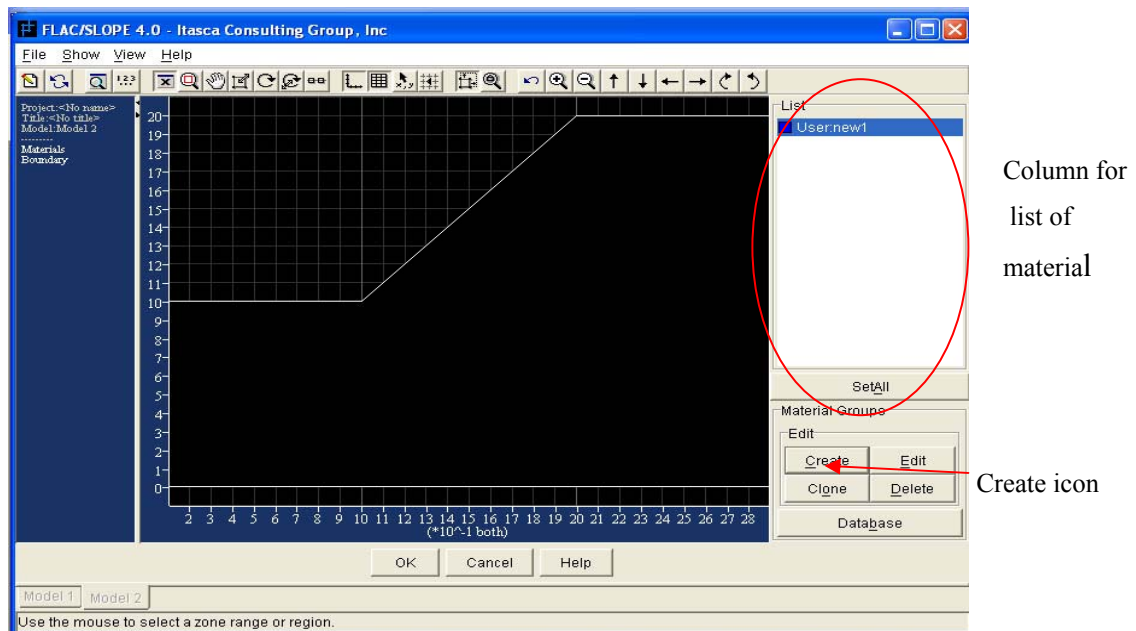 FLAC/SLOPE 4.0 - Itasca Consulting Group, Inc
File Show View Help
1.2.3
Project:<No name>
Title:<No title>
Model:Model 2
---------
Materials
Boundary
20
19
18
17
16
15
14
13
12
11
10
9
8
7
6
5
4
3
2
1
0
2 3 4 5 6 7 8 9 10 11 12 13 14 15 16 17 18 19 20 21 22 23 24 25 26 27 28
(*10^-1 both)
List
User:new1
SetAll
Material Groups
Edit
Create Edit
Clone Delete
Database
Column for
list of
material
Create icon
OK Cancel Help
Model 1 Model 2
Use the mouse to select a zone range or region.